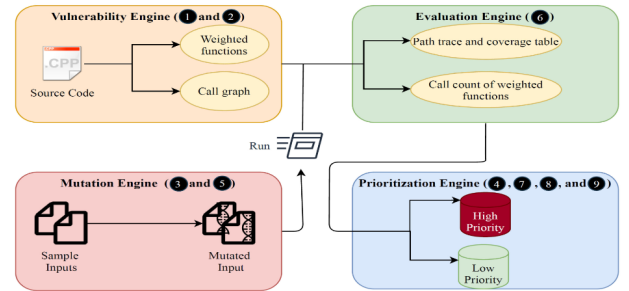 Vulnerability Engine (1 and 2)
Weighted
functions
.CPP
Source Code
Call graph
Evaluation Engine (6)
Path trace and coverage table
Call count of weighted
functions
Run
Mutation Engine (3 and 5)
Sample
Inputs
Mutated
Input
Prioritization Engine (4, 7, 8, and 9)
High
Priority
Low
Priority